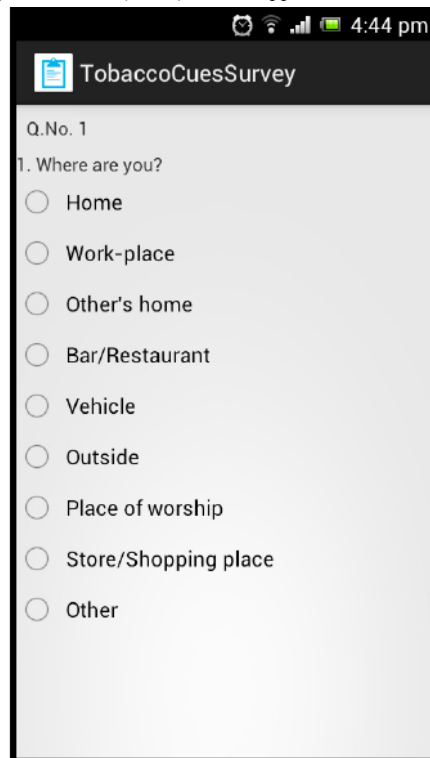 4:44 pm
TobaccoCuesSurvey
Q.No. 1
1. Where are you?
Home
Work-place
Other's home
Bar/Restaurant
Vehicle
Outside
Place of worship
Store/Shopping place
Other